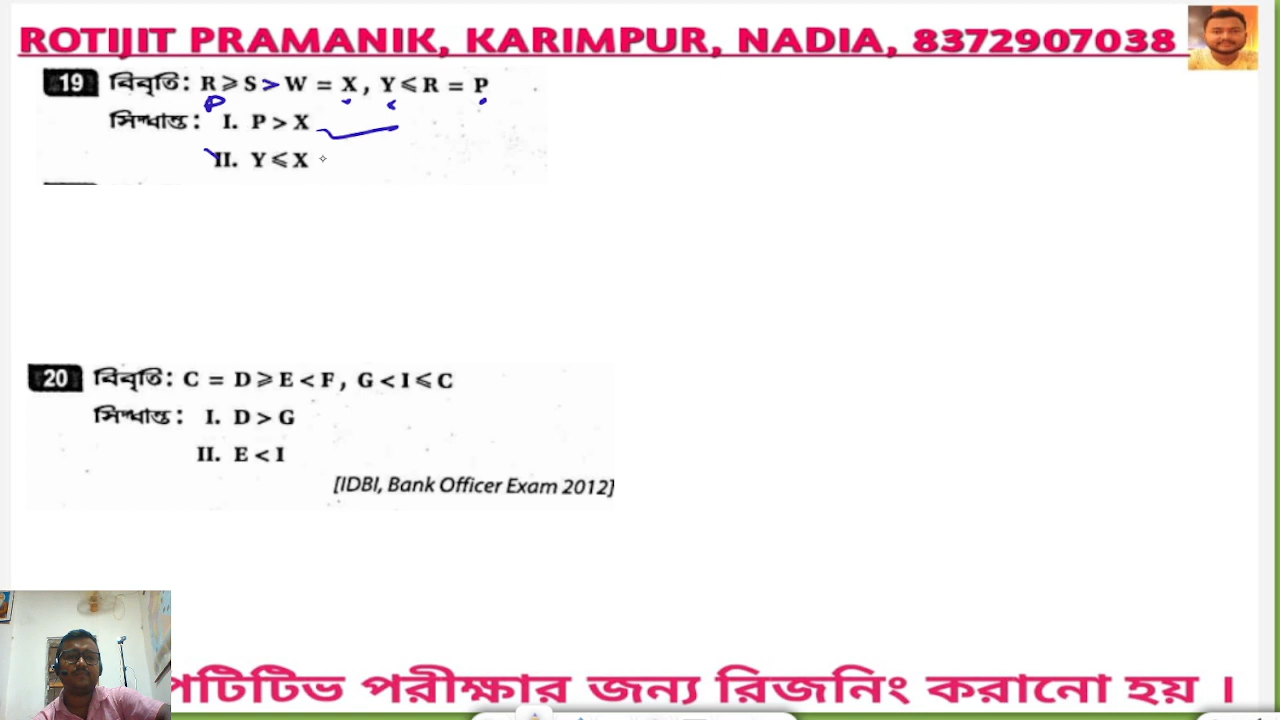 ROTIJIT PRAMANIK, KARIMPUR, NADIA, 8372907038
19 বিবৃতি: R ⩾ S > W = X, Y ⩽ R = P
P
সিদ্ধান্ত: I. P > X
II. Y ⩽ X
20 বিবৃতি: C = D ⩾ E < F, G < I ⩽ C
সিদ্ধান্ত: I. D > G
II. E < I
[IDBI, Bank Officer Exam 2012]
পটিটিভ পরীক্ষার জন্য রিজনিং করানো হয় ।